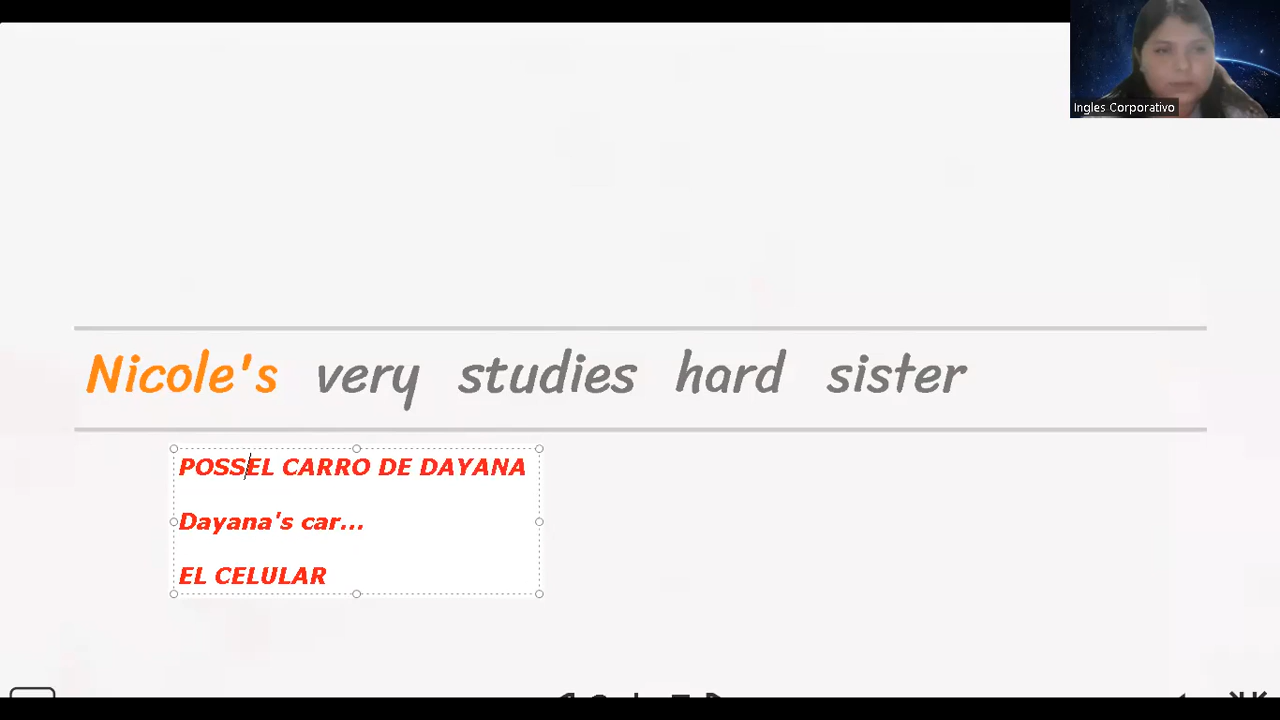 Ingles Corporativo
Nicole's very studies hard sister
POSSEL CARRO DE DAYANA
Dayana's car...
EL CELULAR